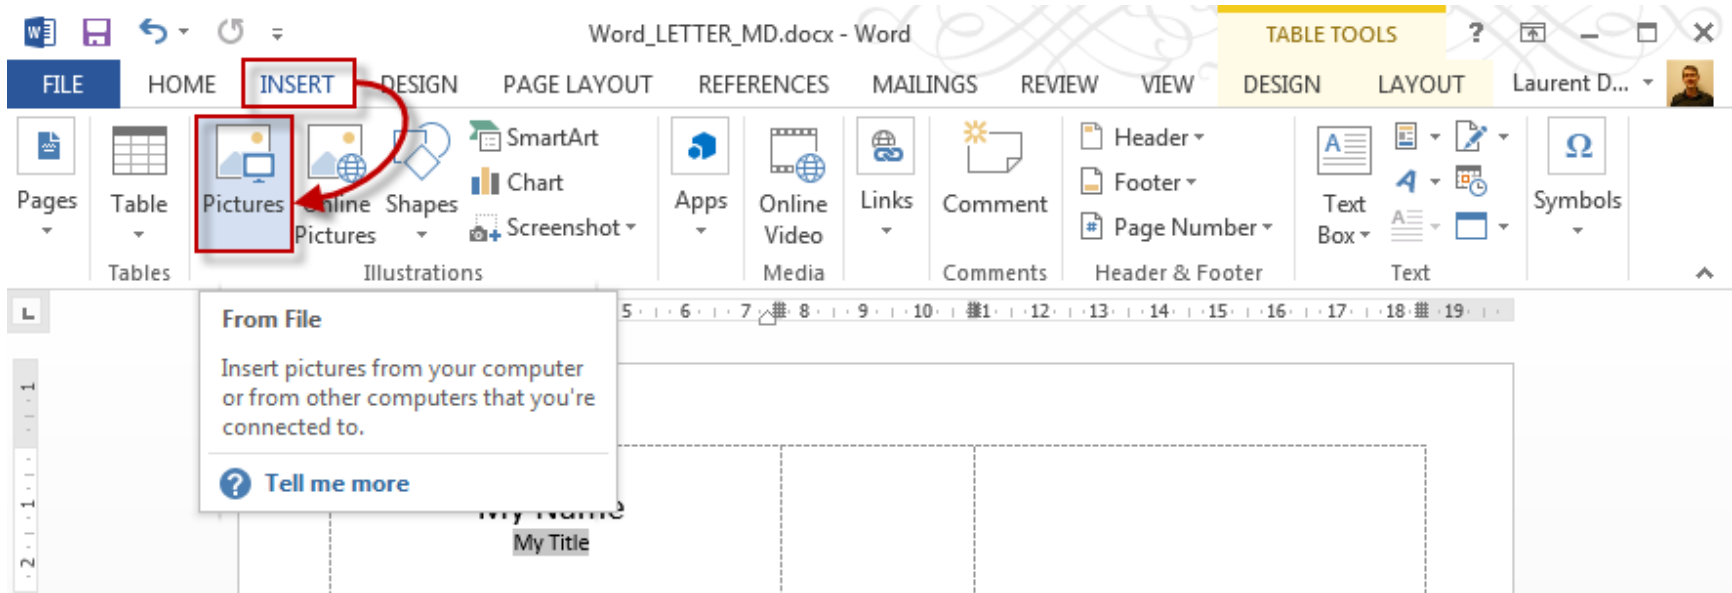 Word_LETTER_MD.docx - Word
TABLE TOOLS
?
FILE HOME INSERT DESIGN PAGE LAYOUT REFERENCES MAILINGS REVIEW VIEW DESIGN LAYOUT Laurent D...
Pages
Table
Tables
Pictures
Online
Pictures
Shapes
SmartArt
Chart
Screenshot
Illustrations
Apps
Online
Video
Media
Links
Comment
Comments
Header
Footer
# Page Number
Header & Footer
A
Text
Box
A
A
Text
Ω
Symbols
L
5 6 7 8 9 10 11 12 13 14 15 16 17 18 19
1
1
2
From File
Insert pictures from your computer
or from other computers that you're
connected to.
? Tell me more
My Name
My Title